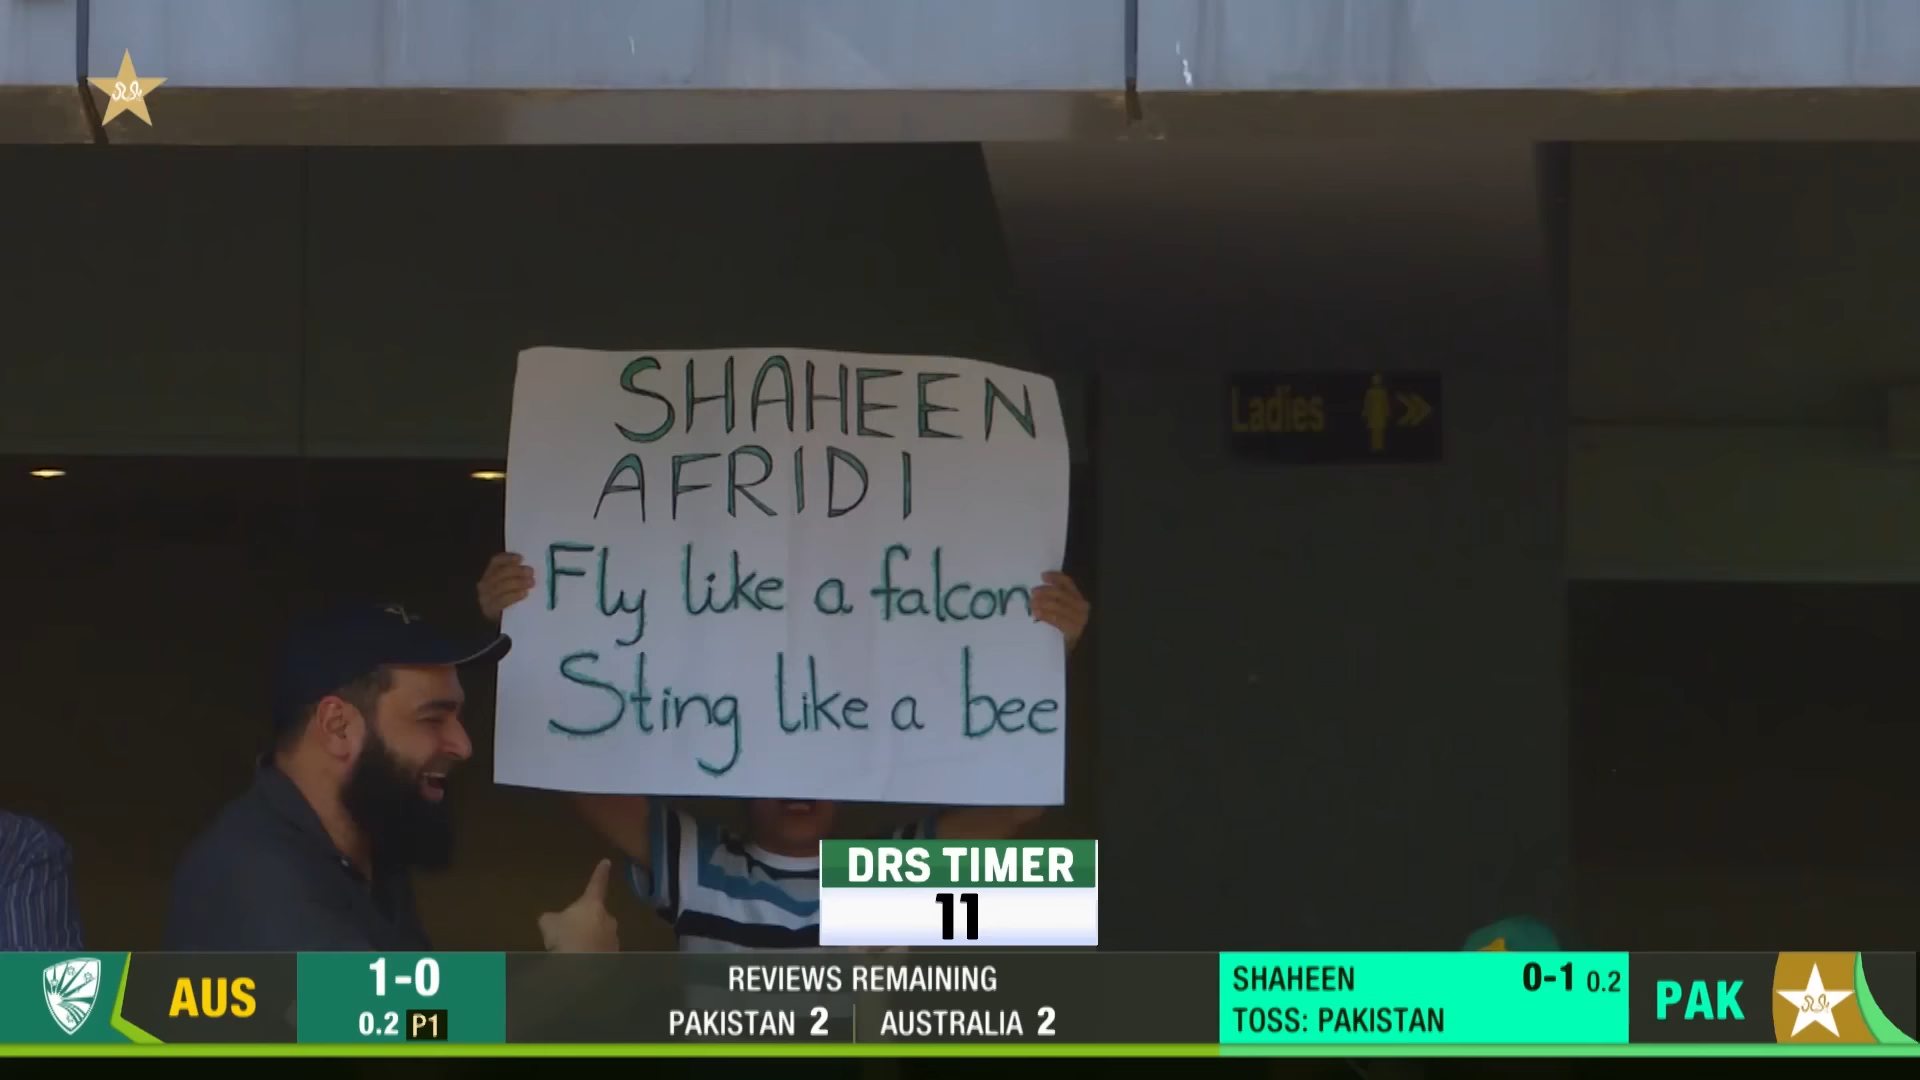 SHAHEEN
AFRIDI
Fly like a falcon
Sting like a bee
Ladies
DRS TIMER
11
AUS
1-0
0.2 P1
REVIEWS REMAINING
PAKISTAN 2 AUSTRALIA 2
SHAHEEN 0-1 0.2
TOSS: PAKISTAN
PAK